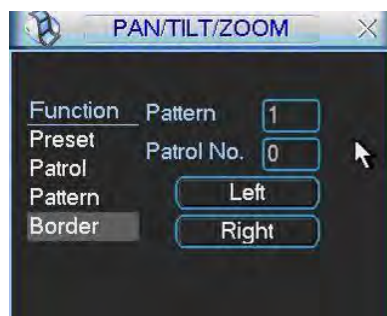 PAN/TILT/ZOOM
Function Pattern 1
Preset
Patrol No. 0
Patrol
Pattern Left
Border Right